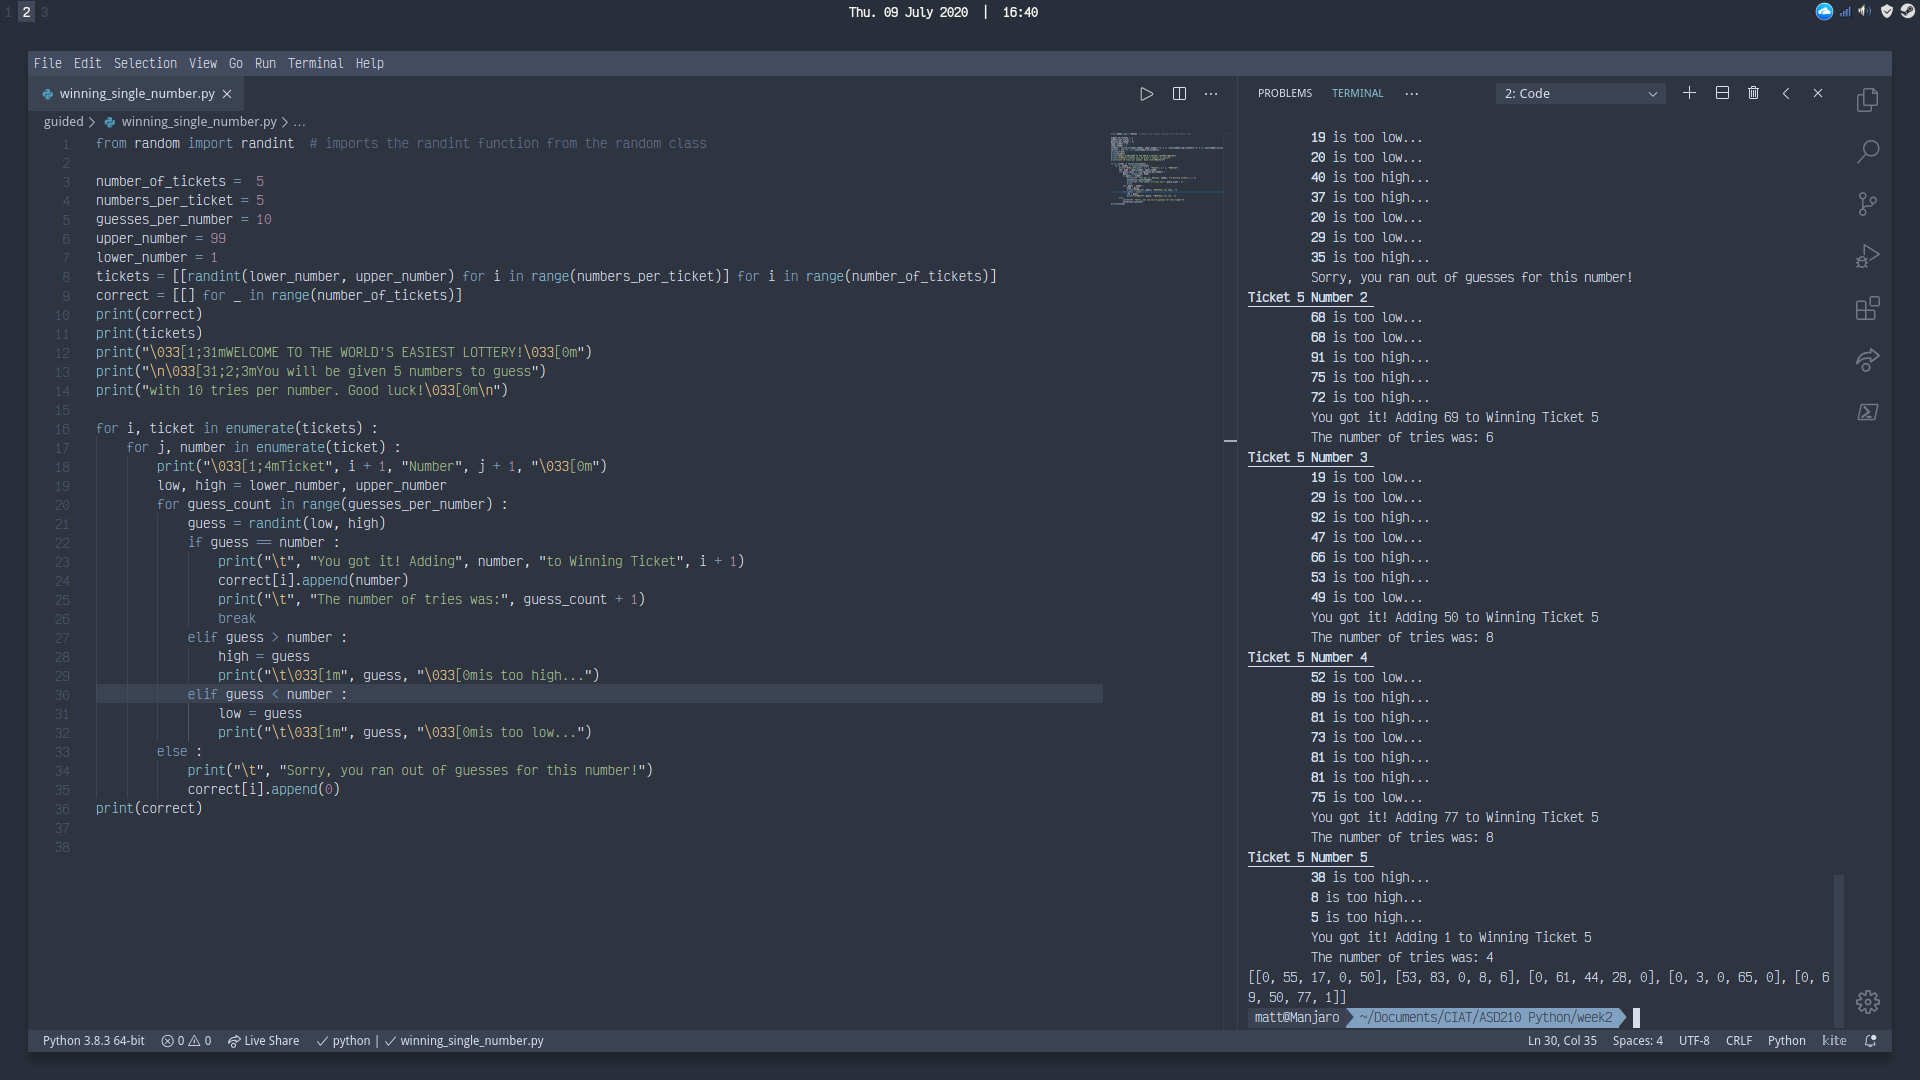 1 2 3
Thu. 09 July 2020 | 16:40
File Edit Selection View Go Run Terminal Help
winning_single_number.py
guided > winning_single_number.py > ...
1 from random import randint  # imports the randint function from the random class
2
3 number_of_tickets =  5
4 numbers_per_ticket = 5
5 guesses_per_number = 10
6 upper_number = 99
7 lower_number = 1
8 tickets = [[randint(lower_number, upper_number) for i in range(numbers_per_ticket)] for i in range(number_of_tickets)]
9 correct = [[] for _ in range(number_of_tickets)]
10 print(correct)
11 print(tickets)
12 print("\033[1;31mWELCOME TO THE WORLD'S EASIEST LOTTERY!\033[0m")
13 print("\n\033[31;2;3mYou will be given 5 numbers to guess")
14 print("with 10 tries per number. Good luck!\033[0m\n")
15
16 for i, ticket in enumerate(tickets) :
17     for j, number in enumerate(ticket) :
18         print("\033[1;4mTicket", i + 1, "Number", j + 1, "\033[0m")
19         low, high = lower_number, upper_number
20         for guess_count in range(guesses_per_number) :
21             guess = randint(low, high)
22             if guess == number :
23                 print("\t", "You got it! Adding", number, "to Winning Ticket", i + 1)
24                 correct[i].append(number)
25                 print("\t", "The number of tries was:", guess_count + 1)
26                 break
27             elif guess > number :
28                 high = guess
29                 print("\t\033[1m", guess, "\033[0mis too high...")
30             elif guess < number :
31                 low = guess
32                 print("\t\033[1m", guess, "\033[0mis too low...")
33         else :
34             print("\t", "Sorry, you ran out of guesses for this number!")
35             correct[i].append(0)
36 print(correct)
37
38
PROBLEMS TERMINAL ... 2: Code
19 is too low...
20 is too low...
40 is too high...
37 is too high...
20 is too low...
29 is too low...
35 is too high...
Sorry, you ran out of guesses for this number!
Ticket 5 Number 2
68 is too low...
68 is too low...
91 is too high...
75 is too high...
72 is too high...
You got it! Adding 69 to Winning Ticket 5
The number of tries was: 6
Ticket 5 Number 3
19 is too low...
29 is too low...
92 is too high...
47 is too low...
66 is too high...
53 is too high...
49 is too low...
You got it! Adding 50 to Winning Ticket 5
The number of tries was: 8
Ticket 5 Number 4
52 is too low...
89 is too high...
81 is too high...
73 is too low...
81 is too high...
81 is too high...
75 is too low...
You got it! Adding 77 to Winning Ticket 5
The number of tries was: 8
Ticket 5 Number 5
38 is too high...
8 is too high...
5 is too high...
You got it! Adding 1 to Winning Ticket 5
The number of tries was: 4
[[0, 55, 17, 0, 50], [53, 83, 0, 8, 6], [0, 61, 44, 28, 0], [0, 3, 0, 65, 0], [0, 6
9, 50, 77, 1]]
matt@Manjaro ~/Documents/CIAT/ASD210 Python/week2
Python 3.8.3 64-bit 0 0 Live Share ✓ python | ✓ winning_single_number.py Ln 30, Col 35 Spaces: 4 UTF-8 CRLF Python kite